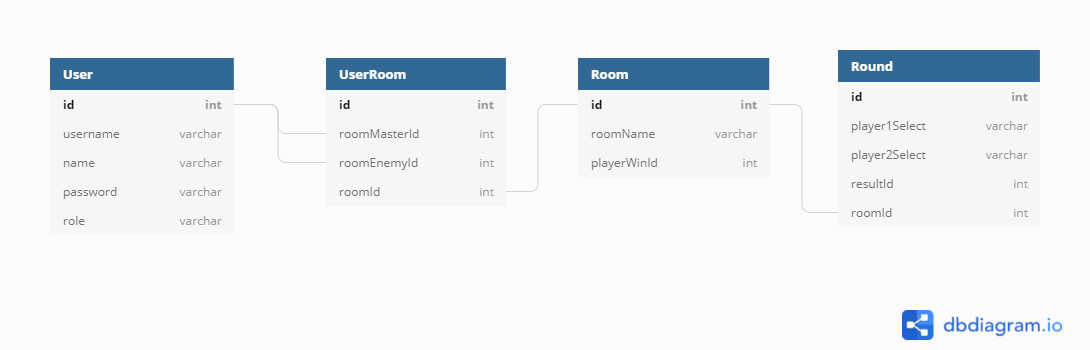 User
id int
username varchar
name varchar
password varchar
role varchar
UserRoom
id int
roomMasterId int
roomEnemyId int
roomId int
Room
id int
roomName varchar
playerWinId int
Round
id int
player1Select varchar
player2Select varchar
resultId int
roomId int
dbdiagram.io